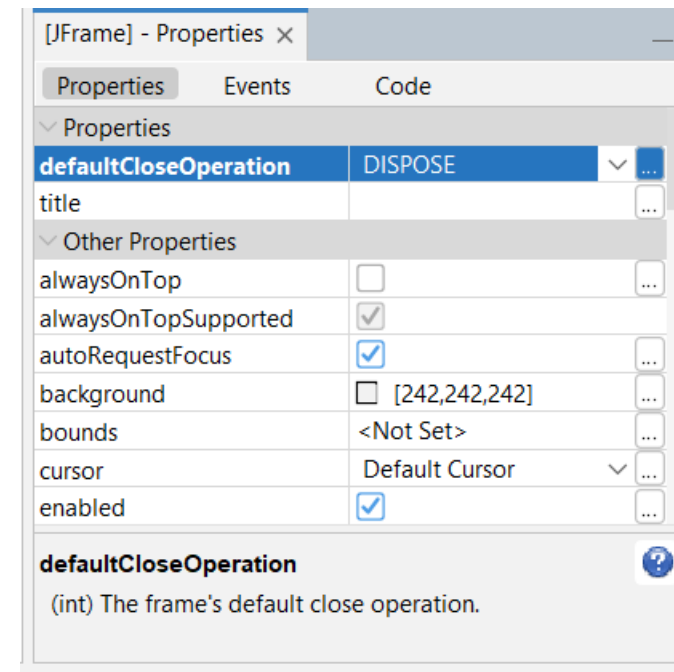 [JFrame] - Properties ×
Properties Events Code
Properties
defaultCloseOperation DISPOSE ...
title ...
Other Properties
alwaysOnTop ...
alwaysOnTopSupported
autoRequestFocus ...
background [242,242,242] ...
bounds <Not Set> ...
cursor Default Cursor ...
enabled ...
defaultCloseOperation ?
(int) The frame's default close operation.